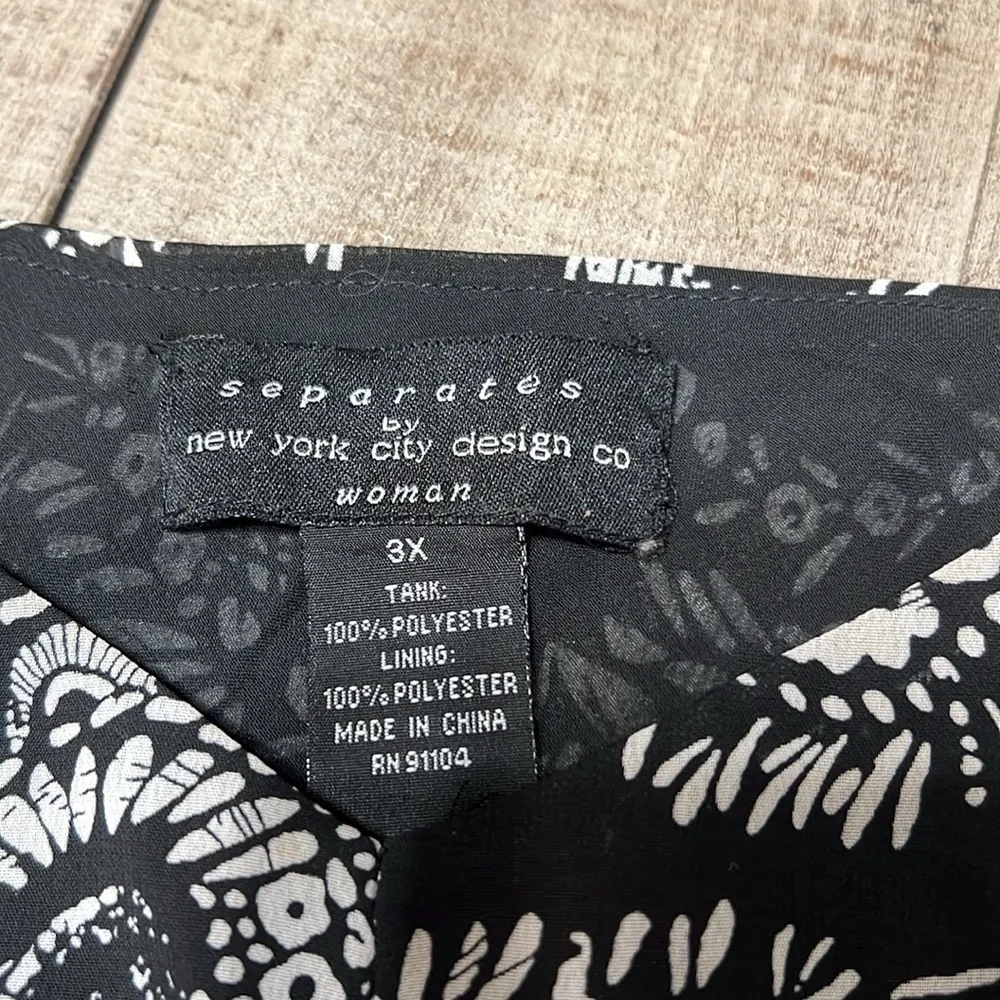 separates
by
new york city design co
woman
3X
TANK:
100% POLYESTER
LINING:
100% POLYESTER
MADE IN CHINA
RN 91104